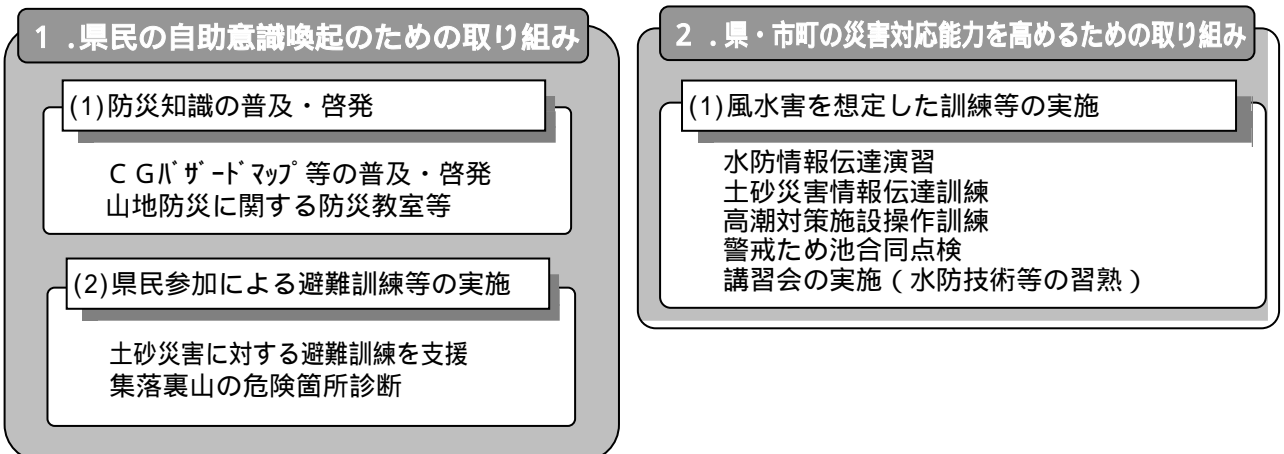 1．県民の自助意識喚起のための取り組み
(1)防災知識の普及・啓発
ＣＧﾊｻﾞｰﾄﾞﾏｯﾌﾟ等の普及・啓発
山地防災に関する防災教室等
(2)県民参加による避難訓練等の実施
土砂災害に対する避難訓練を支援
集落裏山の危険箇所診断
2．県・市町の災害対応能力を高めるための取り組み
(1)風水害を想定した訓練等の実施
水防情報伝達演習
土砂災害情報伝達訓練
高潮対策施設操作訓練
警戒ため池合同点検
講習会の実施（水防技術等の習熟）